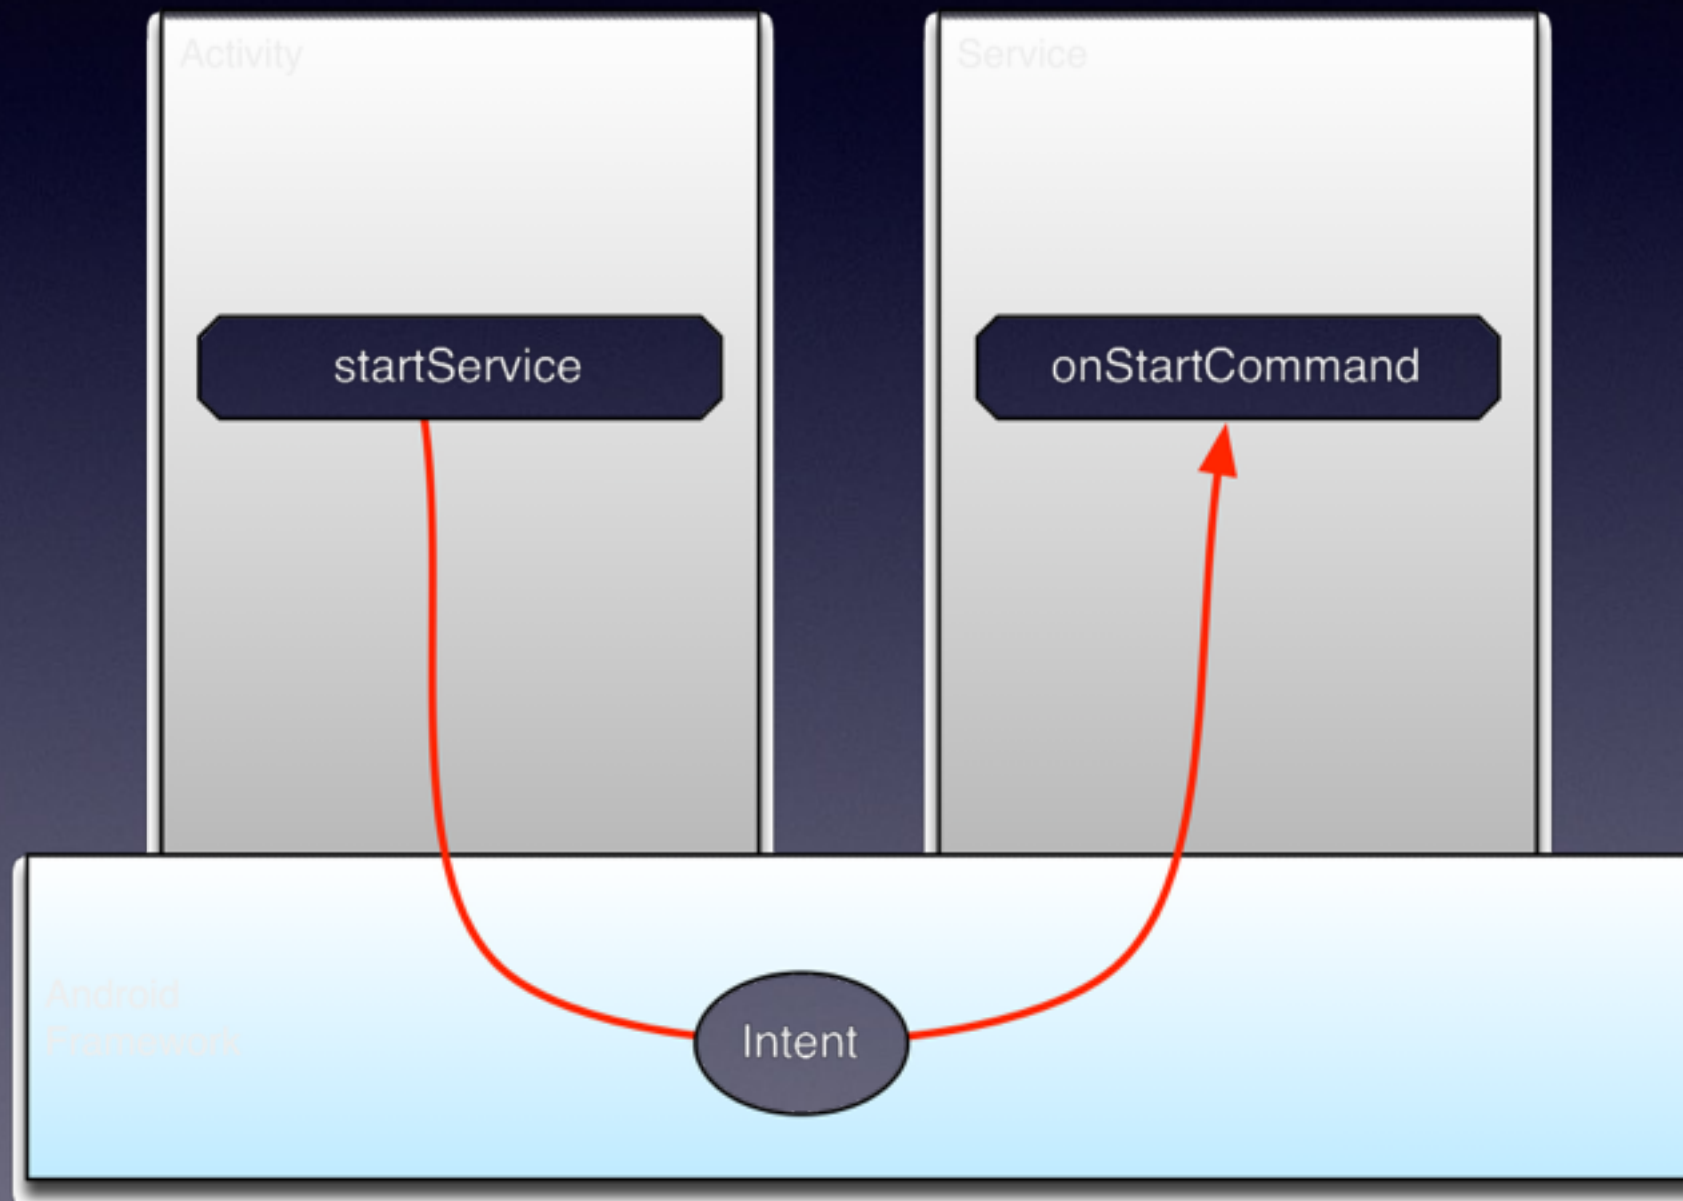 Activity
Service
startService
onStartCommand
Android
Framework
Intent